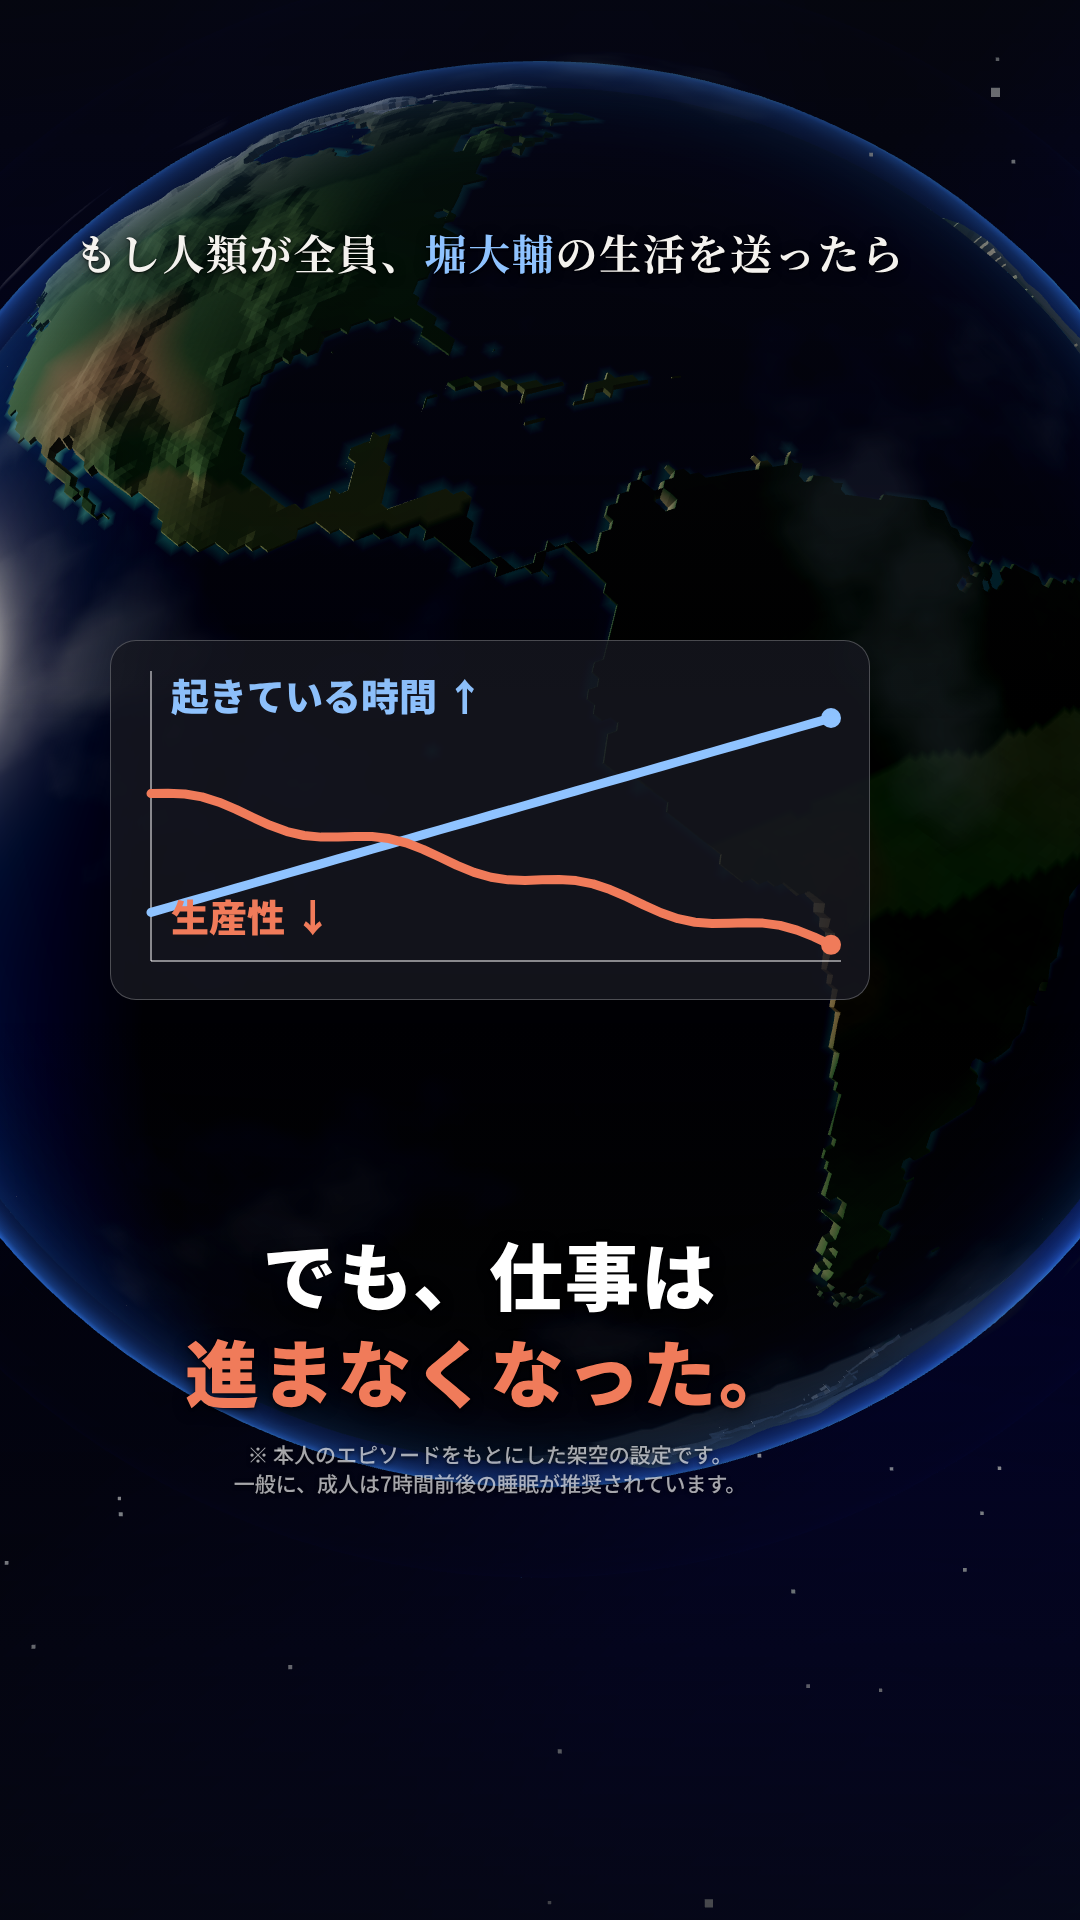 もし人類が全員、堀大輔の生活を送ったら
起きている時間 ↑
生産性 ↓
でも、仕事は
進まなくなった。
※ 本人のエピソードをもとにした架空の設定です。
一般に、成人は7時間前後の睡眠が推奨されています。